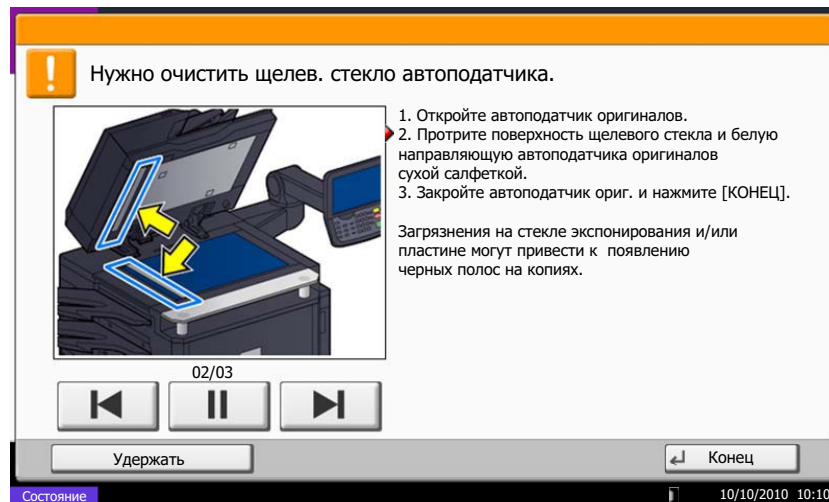 Нужно очистить щелев. стекло автоподатчика.
1. Откройте автоподатчик оригиналов.
2. Протрите поверхность щелевого стекла и белую
направляющую автоподатчика оригиналов
сухой салфеткой.
3. Закройте автоподатчик ориг. и нажмите [КОНЕЦ].
Загрязнения на стекле экспонирования и/или
пластине могут привести к появлению
черных полос на копиях.
02/03
Удержать
Конец
Состояние
10/10/2010 10:10